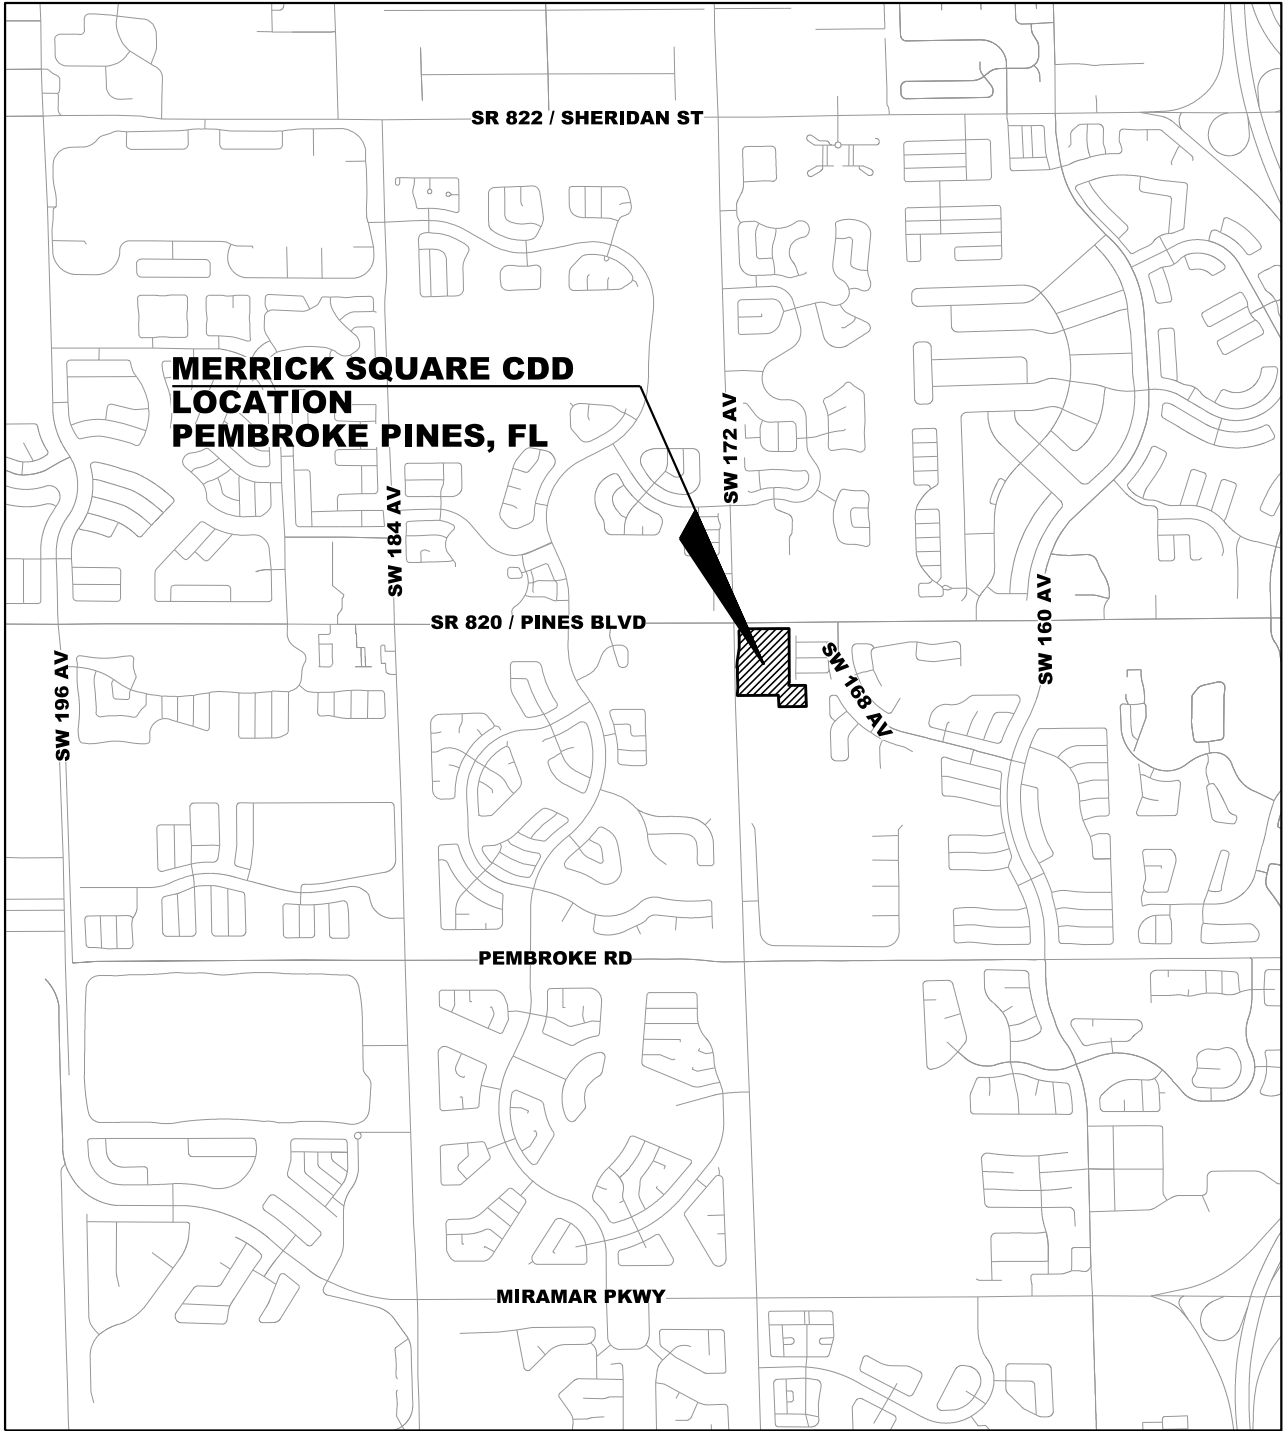 SR 822 / SHERIDAN ST
MERRICK SQUARE CDD
LOCATION
PEMBROKE PINES, FL
SW 172 AV
SW 184 AV
SR 820 / PINES BLVD
SW 160 AV
SW 168 AV
SW 196 AV
PEMBROKE RD
MIRAMAR PKWY